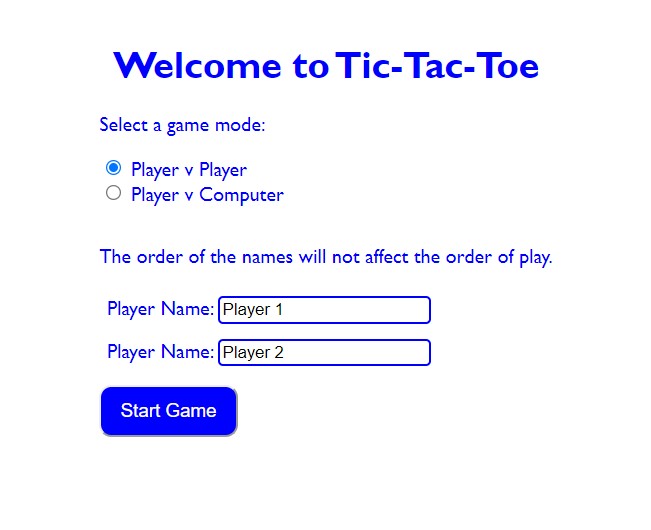 Welcome to Tic-Tac-Toe
Select a game mode:
Player v Player
Player v Computer
The order of the names will not affect the order of play.
Player Name: Player 1
Player Name: Player 2
Start Game